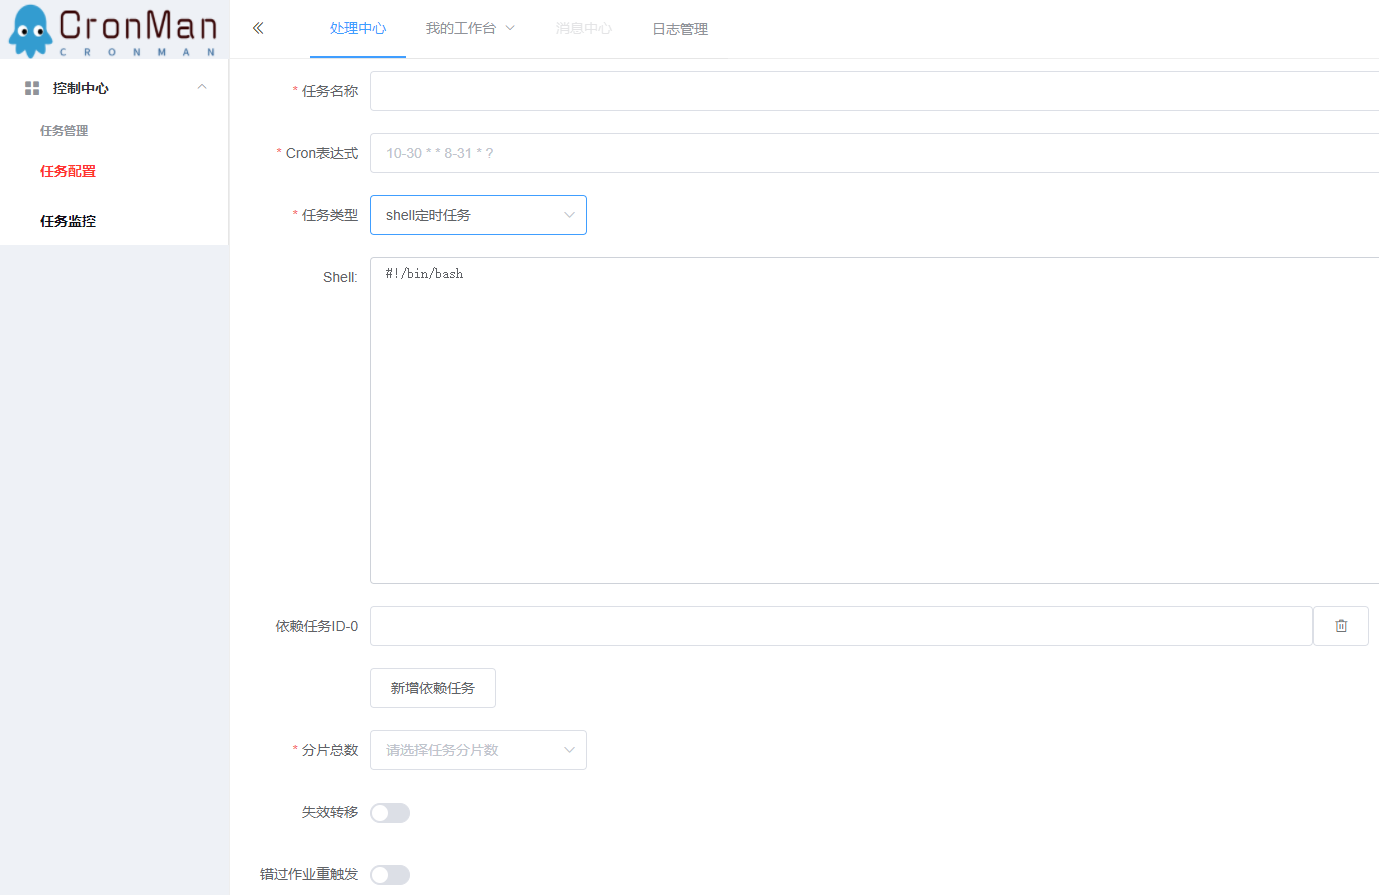 CronMan
CRONMAN
处理中心
我的工作台
消息中心
日志管理
控制中心
任务管理
任务配置
任务监控
* 任务名称
* Cron表达式
10-30 * * 8-31 * ?
* 任务类型
shell定时任务
Shell:
#!/bin/bash
依赖任务ID-0
新增依赖任务
* 分片总数
请选择任务分片数
失效转移
错过作业重触发